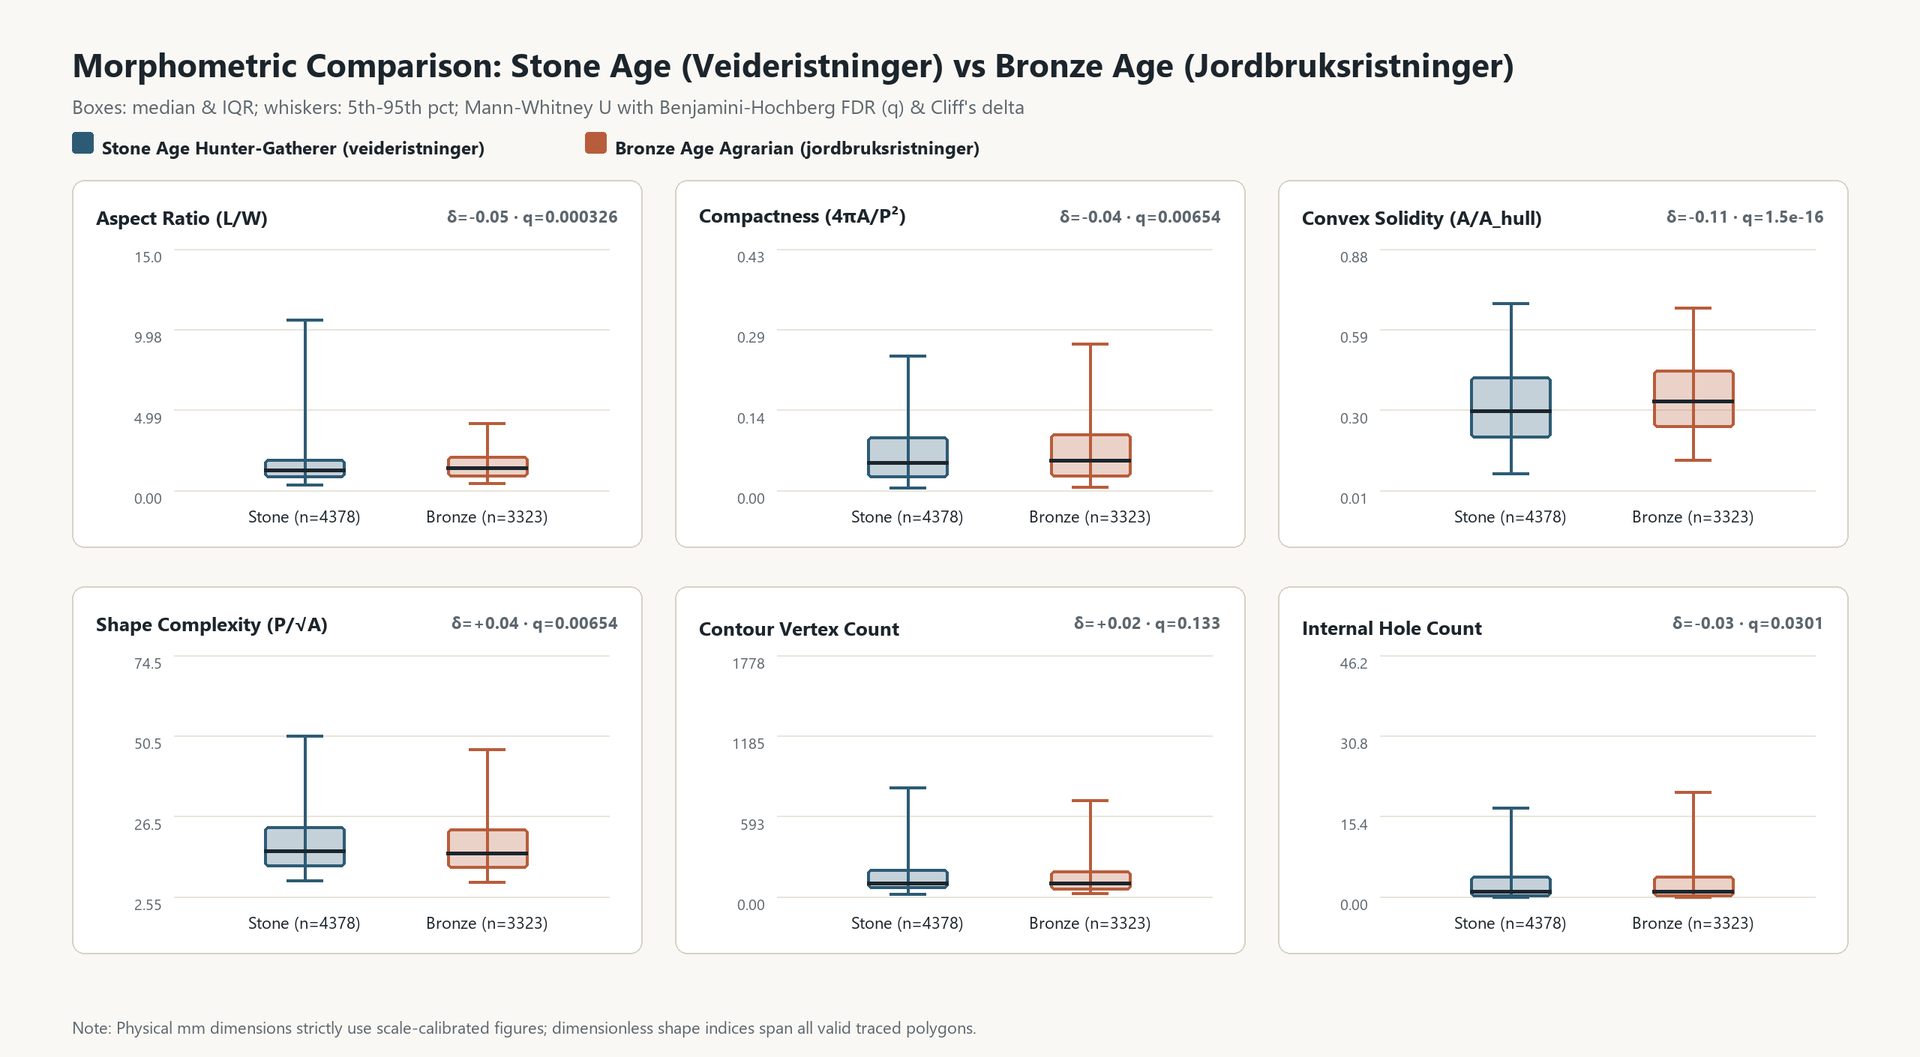 Morphometric Comparison: Stone Age (Veideristninger) vs Bronze Age (Jordbruksristninger)
Boxes: median & IQR; whiskers: 5th-95th pct; Mann-Whitney U with Benjamini-Hochberg FDR (q) & Cliff's delta
Stone Age Hunter-Gatherer (veideristninger)
Bronze Age Agrarian (jordbruksristninger)
Aspect Ratio (L/W)
δ=-0.05 · q=0.000326
15.0
9.98
4.99
0.00
Stone (n=4378)
Bronze (n=3323)
Compactness (4πA/P²)
δ=-0.04 · q=0.00654
0.43
0.29
0.14
0.00
Stone (n=4378)
Bronze (n=3323)
Convex Solidity (A/A_hull)
δ=-0.11 · q=1.5e-16
0.88
0.59
0.30
0.01
Stone (n=4378)
Bronze (n=3323)
Shape Complexity (P/√A)
δ=+0.04 · q=0.00654
74.5
50.5
26.5
2.55
Stone (n=4378)
Bronze (n=3323)
Contour Vertex Count
δ=+0.02 · q=0.133
1778
1185
593
0.00
Stone (n=4378)
Bronze (n=3323)
Internal Hole Count
δ=-0.03 · q=0.0301
46.2
30.8
15.4
0.00
Stone (n=4378)
Bronze (n=3323)
Note: Physical mm dimensions strictly use scale-calibrated figures; dimensionless shape indices span all valid traced polygons.